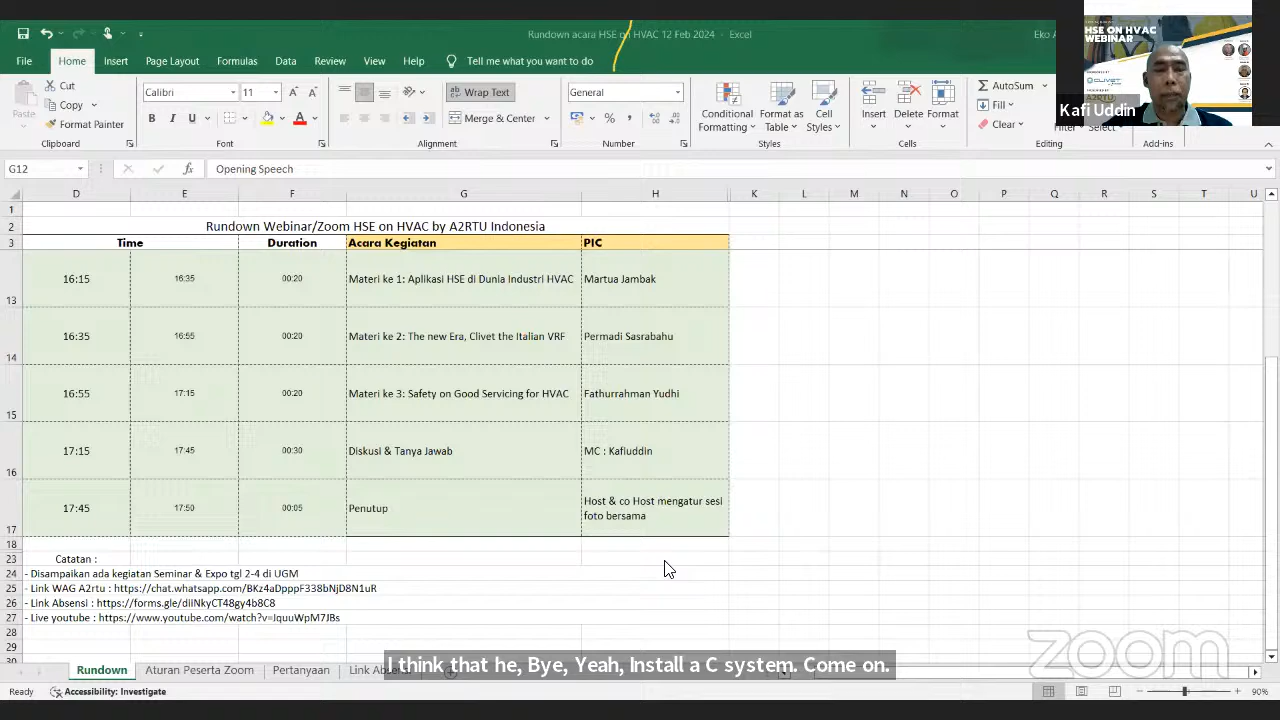 Rundown acara HSE on HVAC 12 Feb 2024 - Excel
Eko A
File Home Insert Page Layout Formulas Data Review View Help Tell me what you want to do
Paste
Cut
Copy
Format Painter
Clipboard
Calibri 11
B I U
Font
Wrap Text
Merge & Center
Alignment
General
Number
Conditional Formatting
Format as Table
Cell Styles
Styles
Insert Delete Format
Cells
AutoSum
Fill
Clear
Editing
Add-ins
HSE ON HVAC
WEBINAR
CLIVET
Kafi Uddin
G12 fx Opening Speech
D E F G H K L M N O P Q R S T U
1
2 Rundown Webinar/Zoom HSE on HVAC by A2RTU Indonesia
3 Time Duration Acara Kegiatan PIC
13 16:15 16:35 00:20 Materi ke 1: Aplikasi HSE di Dunia Industri HVAC Martua Jambak
14 16:35 16:55 00:20 Materi ke 2: The new Era, Clivet the Italian VRF Permadi Sasrabahu
15 16:55 17:15 00:20 Materi ke 3: Safety on Good Servicing for HVAC Fathurrahman Yudhi
16 17:15 17:45 00:30 Diskusi & Tanya Jawab MC : Kafiuddin
17 17:45 17:50 00:05 Penutup Host & co Host mengatur sesi
foto bersama
18
23 Catatan :
24 - Disampaikan ada kegiatan Seminar & Expo tgl 2-4 di UGM
25 - Link WAG A2rtu : https://chat.whatsapp.com/BKz4aDpppF338bNjD8N1uR
26 - Link Absensi : https://forms.gle/diiNkyCT48gy4b8C8
27 - Live youtube : https://www.youtube.com/watch?v=JquuWpM7JBs
28
29
30
zoom
Rundown Aturan Peserta Zoom Pertanyaan Link
I think that he, Bye, Yeah, Install a C system. Come on.
Ready Accessibility: Investigate 90%